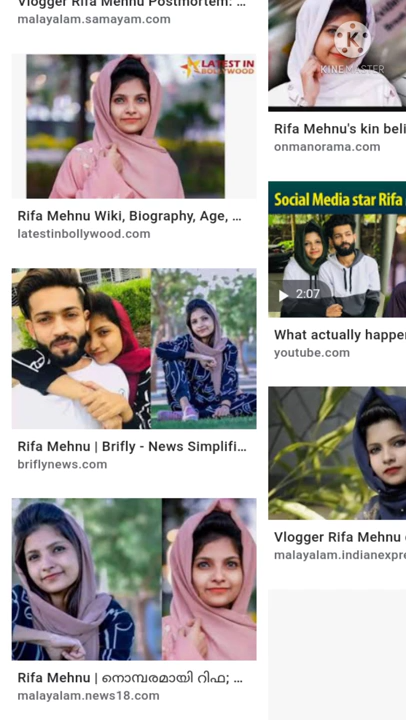 Vlogger Rifa Mehnu Postmortem: ...
malayalam.samayam.com
LATEST IN
BOLLYWOOD
Rifa Mehnu Wiki, Biography, Age, ...
latestinbollywood.com
Rifa Mehnu | Brifly - News Simplifi...
briflynews.com
Rifa Mehnu | നൊമ്പരമായി റിഫ; ...
malayalam.news18.com
K
KINEMASTER
Rifa Mehnu's kin beli
onmanorama.com
Social Media star Rifa
2:07
What actually happe
youtube.com
Vlogger Rifa Mehnu
malayalam.indianexpre